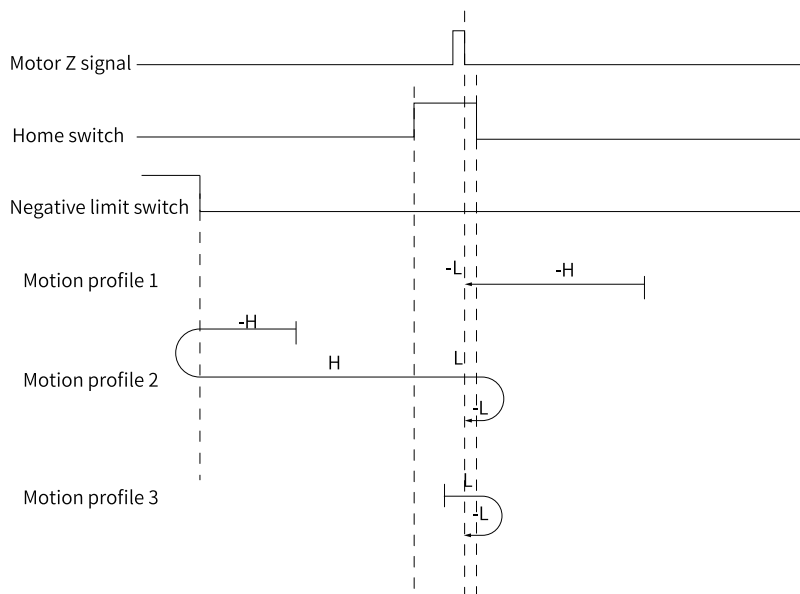 Motor Z signal
Home switch
Negative limit switch
-L
-H
Motion profile 1
-H
H
L
Motion profile 2
-L
L
Motion profile 3
-L